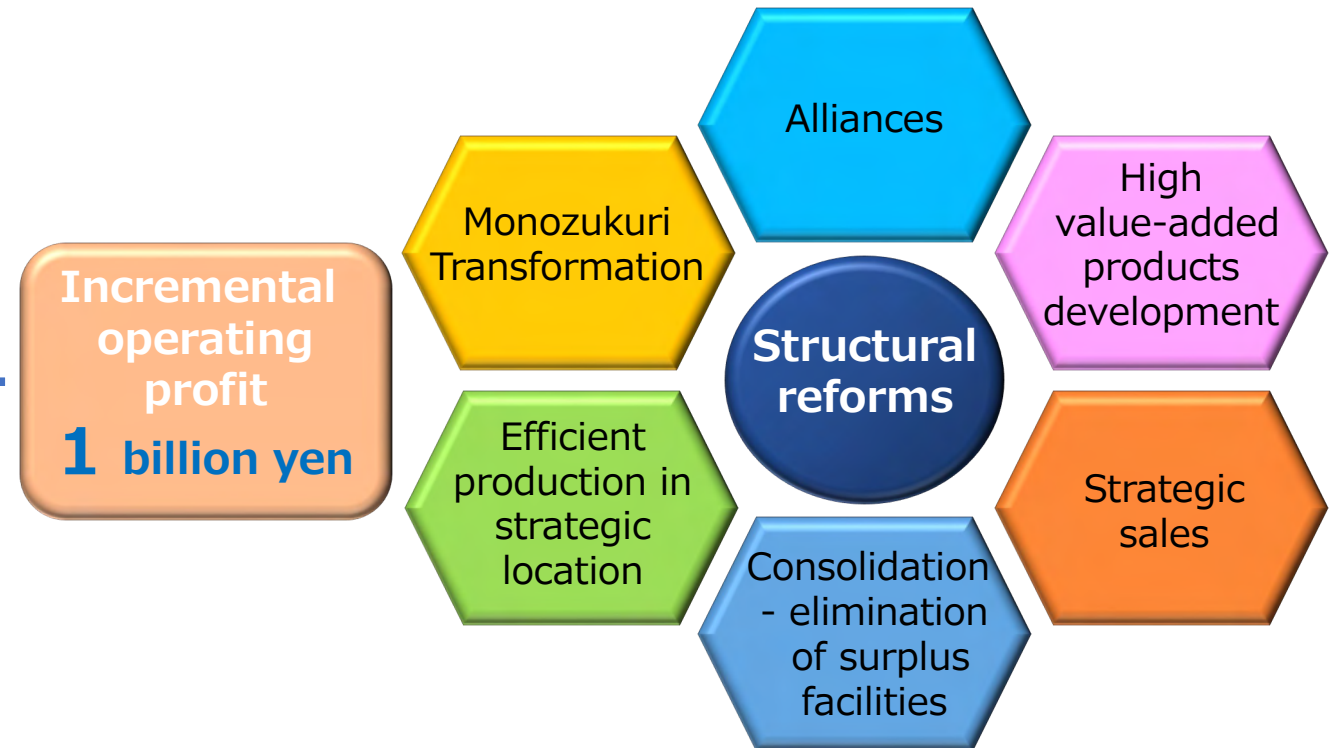 Incremental
operating
profit
1 billion yen
Monozukuri
Transformation
Alliances
High
value-added
products
development
Structural
reforms
Efficient
production in
strategic
location
Consolidation
- elimination
of surplus
facilities
Strategic
sales